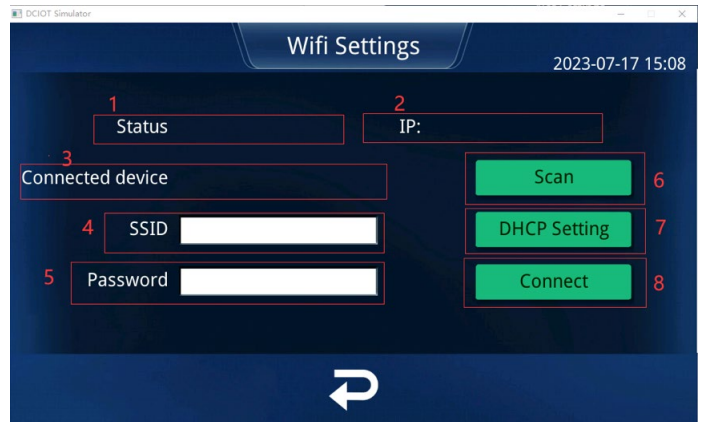 DCIOT Simulator
Wifi Settings
2023-07-17 15:08
1
2
Status
IP:
3
Connected device
Scan
6
4
SSID
DHCP Setting
7
5
Password
Connect
8